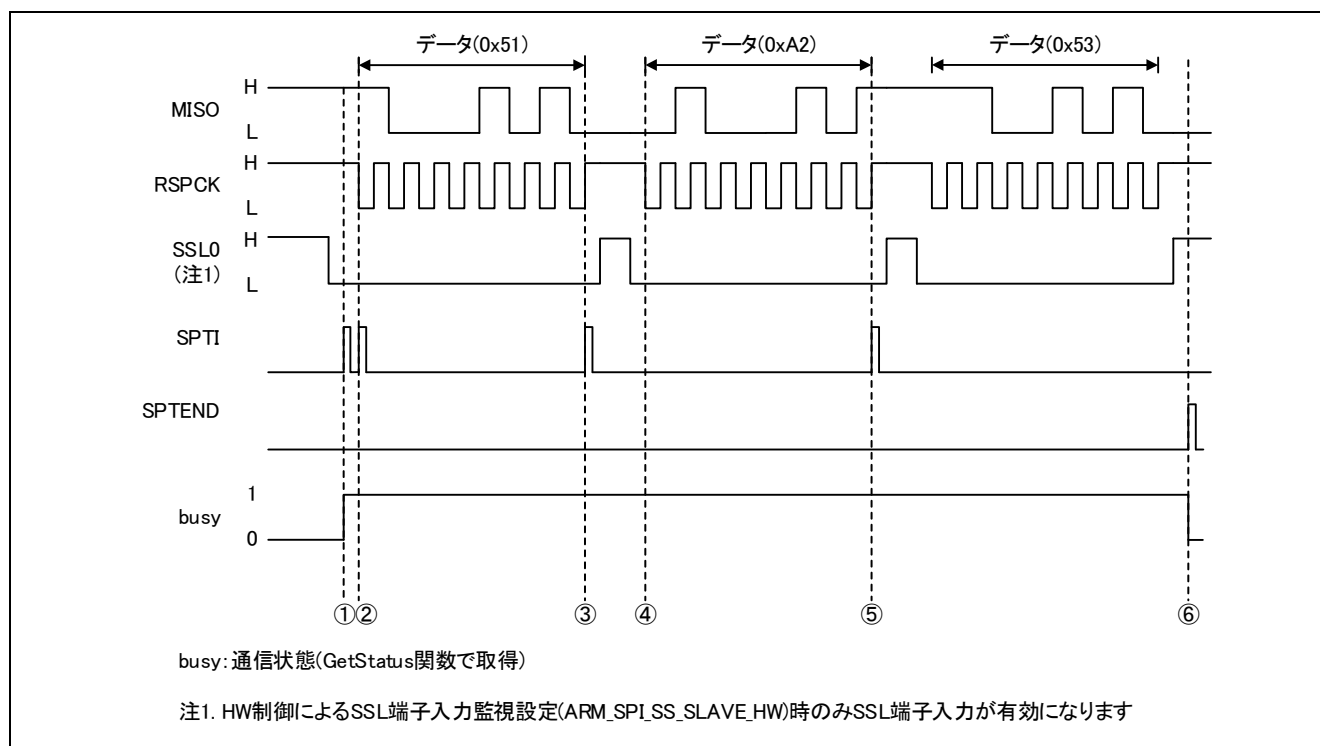 データ(0x51)
データ(0xA2)
データ(0x53)
MISO
H
L
RSPCK
H
L
SSL0
(注1)
H
L
SPTI
SPTEND
busy
1
0
①②
③
④
⑤
⑥
busy:通信状態(GetStatus関数で取得)
注1. HW制御によるSSL端子入力監視設定(ARM_SPI_SS_SLAVE_HW)時のみSSL端子入力が有効になります